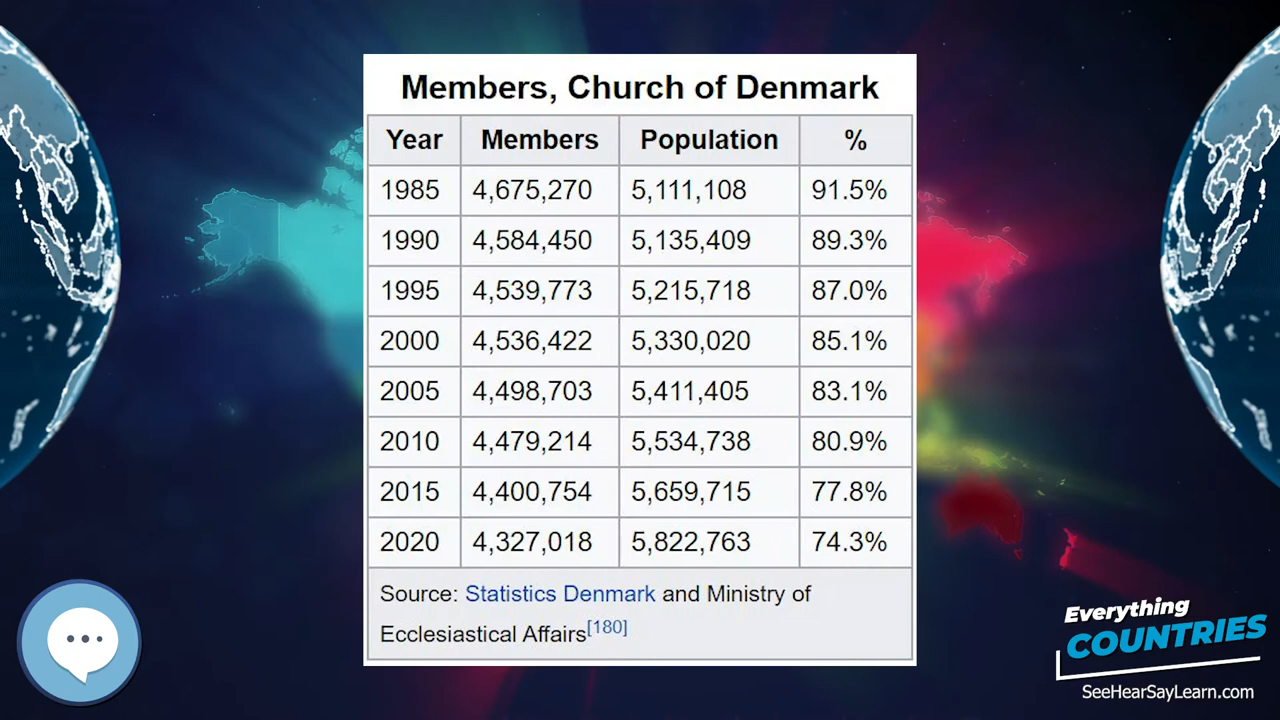 Members, Church of Denmark
Year Members Population %
1985 4,675,270 5,111,108 91.5%
1990 4,584,450 5,135,409 89.3%
1995 4,539,773 5,215,718 87.0%
2000 4,536,422 5,330,020 85.1%
2005 4,498,703 5,411,405 83.1%
2010 4,479,214 5,534,738 80.9%
2015 4,400,754 5,659,715 77.8%
2020 4,327,018 5,822,763 74.3%
Source: Statistics Denmark and Ministry of
Ecclesiastical Affairs[180]
Everything
COUNTRIES
SeeHearSayLearn.com